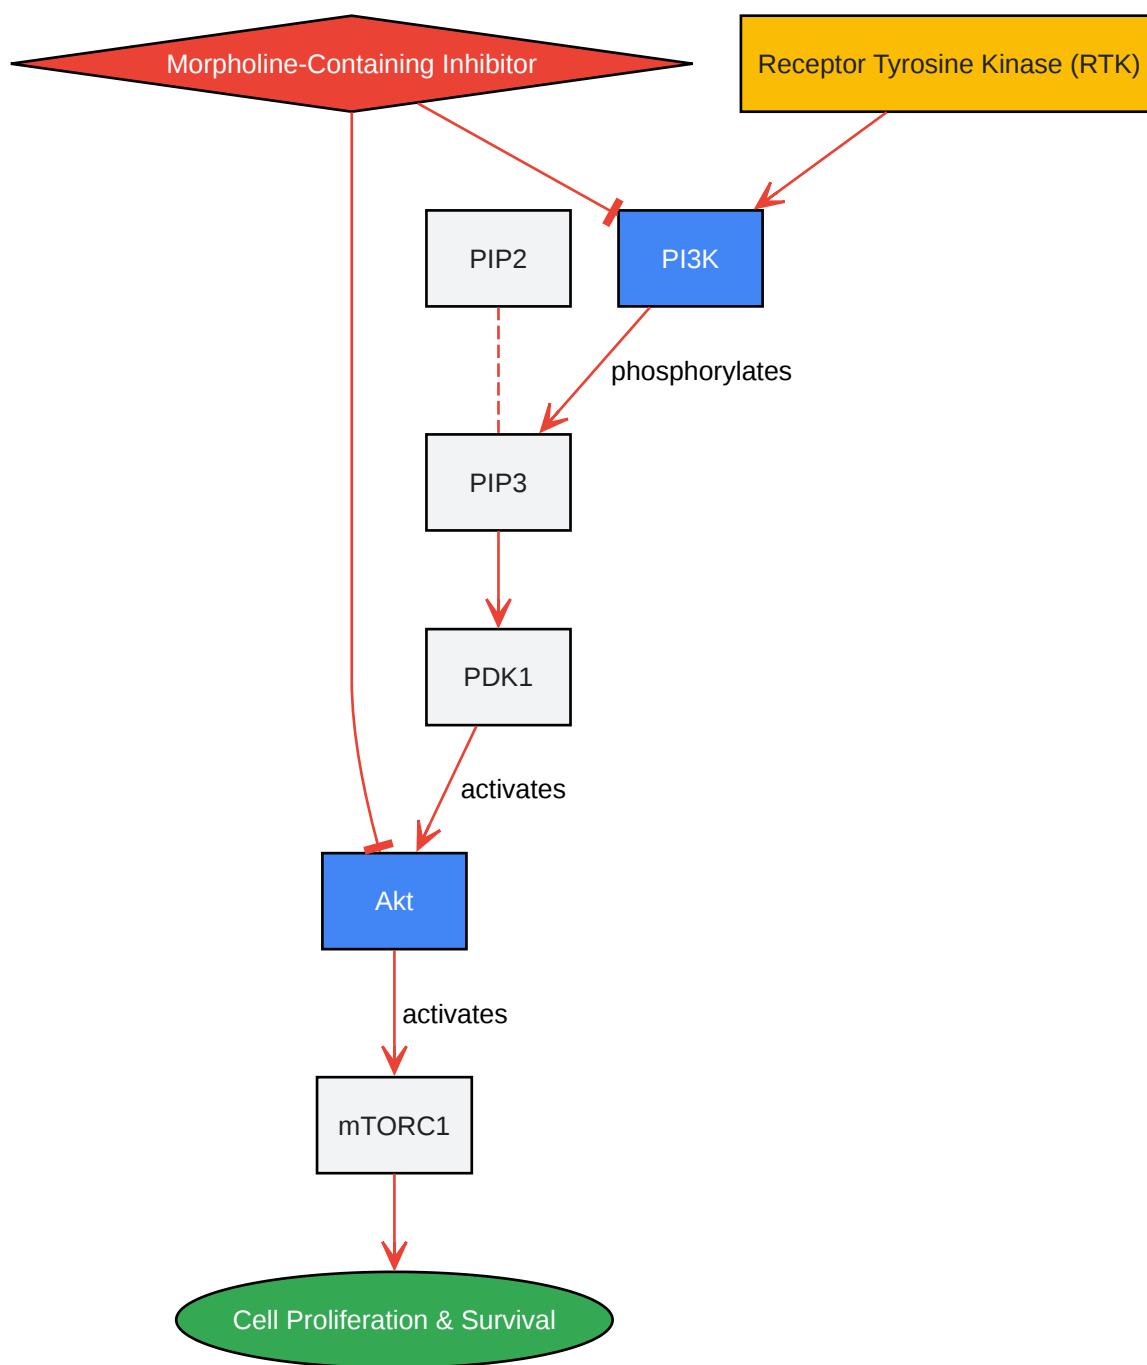 Morpholine-Containing Inhibitor
Receptor Tyrosine Kinase (RTK)
PIP2
PI3K
phosphorylates
PIP3
PDK1
activates
Akt
activates
mTORC1
Cell Proliferation & Survival